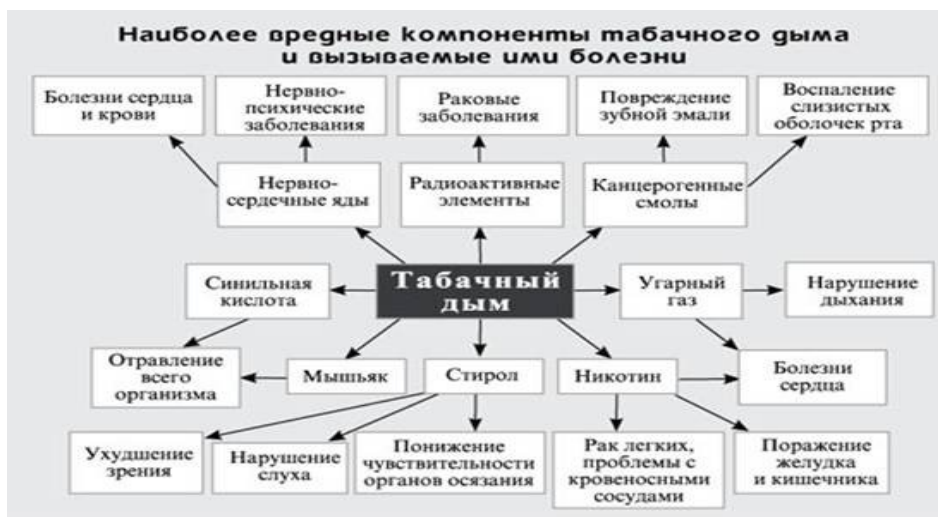 Наиболее вредные компоненты табачного дыма
и вызываемые ими болезни
Болезни сердца
и крови
Нервно-
психические
заболевания
Раковые
заболевания
Повреждение
зубной эмали
Воспаление
слизистых
оболочек рта
Нервно-
сердечные яды
Радиоактивные
элементы
Канцерогенные
смолы
Синильная
кислота
Табачный
дым
Угарный
газ
Нарушение
дыхания
Отравление
всего
организма
Мышьяк
Стирол
Никотин
Болезни
сердца
Ухудшение
зрения
Нарушение
слуха
Понижение
чувствительности
органов осязания
Рак легких,
проблемы с
кровеносными
сосудами
Поражение
желудка
и кишечника